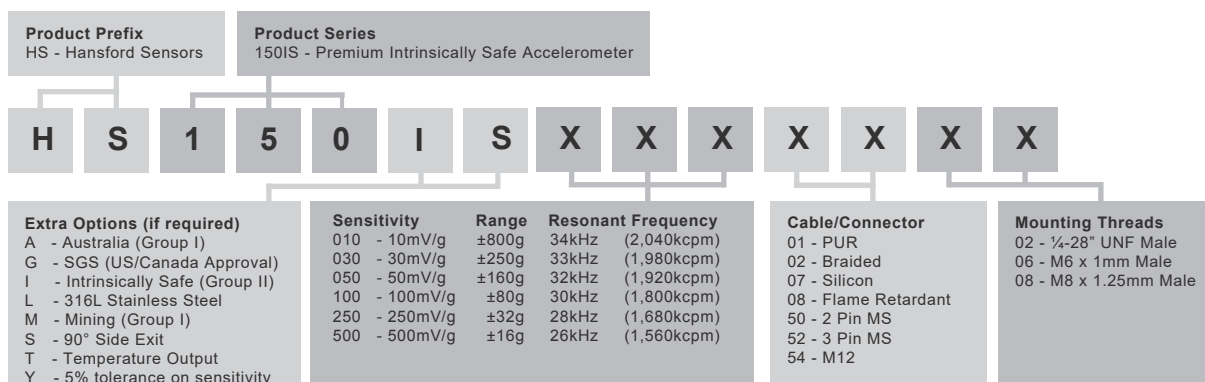 Product Prefix
HS - Hansford Sensors
Product Series
150IS - Premium Intrinsically Safe Accelerometer
H S 1 5 0 I S X X X X X X X
Extra Options (if required)
A - Australia (Group I)
G - SGS (US/Canada Approval)
I - Intrinsically Safe (Group II)
L - 316L Stainless Steel
M - Mining (Group I)
S - 90° Side Exit
T - Temperature Output
Y - 5% tolerance on sensitivity
Sensitivity Range Resonant Frequency
010 - 10mV/g ±800g 34kHz (2,040kcpm)
030 - 30mV/g ±250g 33kHz (1,980kcpm)
050 - 50mV/g ±160g 32kHz (1,920kcpm)
100 - 100mV/g ±80g 30kHz (1,800kcpm)
250 - 250mV/g ±32g 28kHz (1,680kcpm)
500 - 500mV/g ±16g 26kHz (1,560kcpm)
Cable/Connector
01 - PUR
02 - Braided
07 - Silicon
08 - Flame Retardant
50 - 2 Pin MS
52 - 3 Pin MS
54 - M12
Mounting Threads
02 - ¼-28” UNF Male
06 - M6 x 1mm Male
08 - M8 x 1.25mm Male